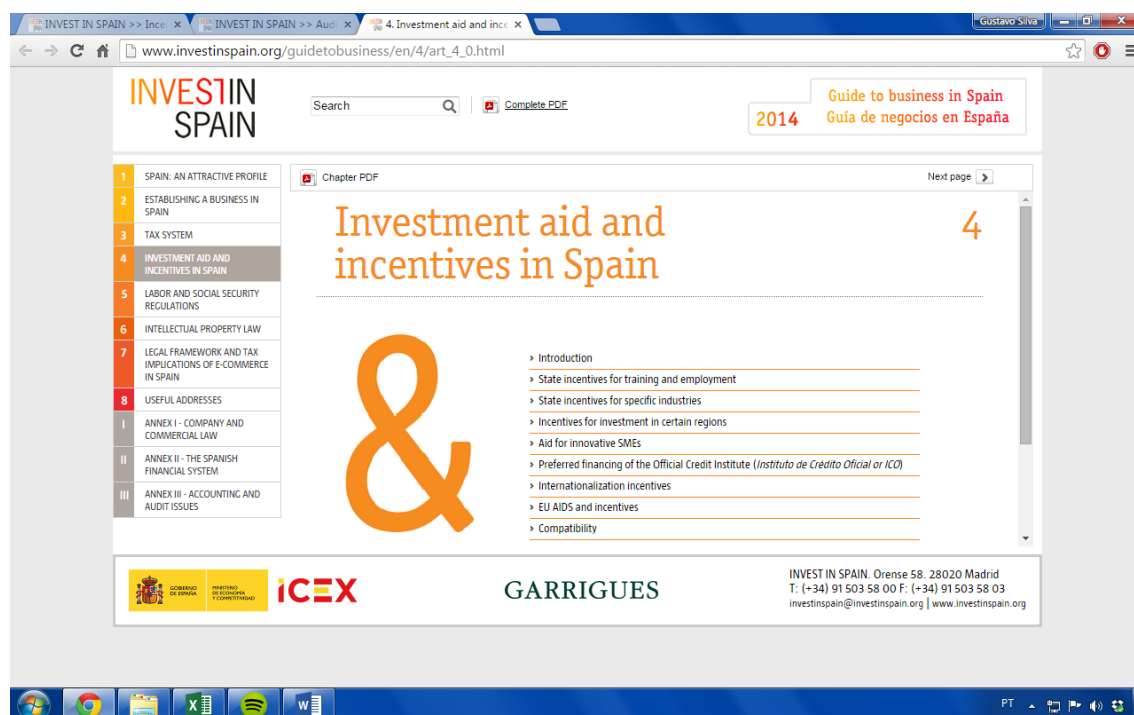 INVEST IN SPAIN >> Ince
INVEST IN SPAIN >> Audi
4. Investment aid and ince
Gustavo Silva
www.investinspain.org/guidetobusiness/en/4/art_4_0.html
INVEST IN
SPAIN
Search
Complete PDF
2014
Guide to business in Spain
Guía de negocios en España
1 SPAIN: AN ATTRACTIVE PROFILE
2 ESTABLISHING A BUSINESS IN
SPAIN
3 TAX SYSTEM
4 INVESTMENT AID AND
INCENTIVES IN SPAIN
5 LABOR AND SOCIAL SECURITY
REGULATIONS
6 INTELLECTUAL PROPERTY LAW
7 LEGAL FRAMEWORK AND TAX
IMPLICATIONS OF E-COMMERCE
IN SPAIN
8 USEFUL ADDRESSES
I ANNEX I - COMPANY AND
COMMERCIAL LAW
II ANNEX II - THE SPANISH
FINANCIAL SYSTEM
III ANNEX III - ACCOUNTING AND
AUDIT ISSUES
Chapter PDF
Next page
Investment aid and
incentives in Spain
4
&
› Introduction
› State incentives for training and employment
› State incentives for specific industries
› Incentives for investment in certain regions
› Aid for innovative SMEs
› Preferred financing of the Official Credit Institute (Instituto de Crédito Oficial or ICO)
› Internationalization incentives
› EU AIDS and incentives
› Compatibility
GOBIERNO
DE ESPAÑA
MINISTERIO
DE ECONOMÍA
Y COMPETITIVIDAD
ICEX
GARRIGUES
INVEST IN SPAIN. Orense 58. 28020 Madrid
T: (+34) 91 503 58 00 F: (+34) 91 503 58 03
investinspain@investinspain.org | www.investinspain.org
PT